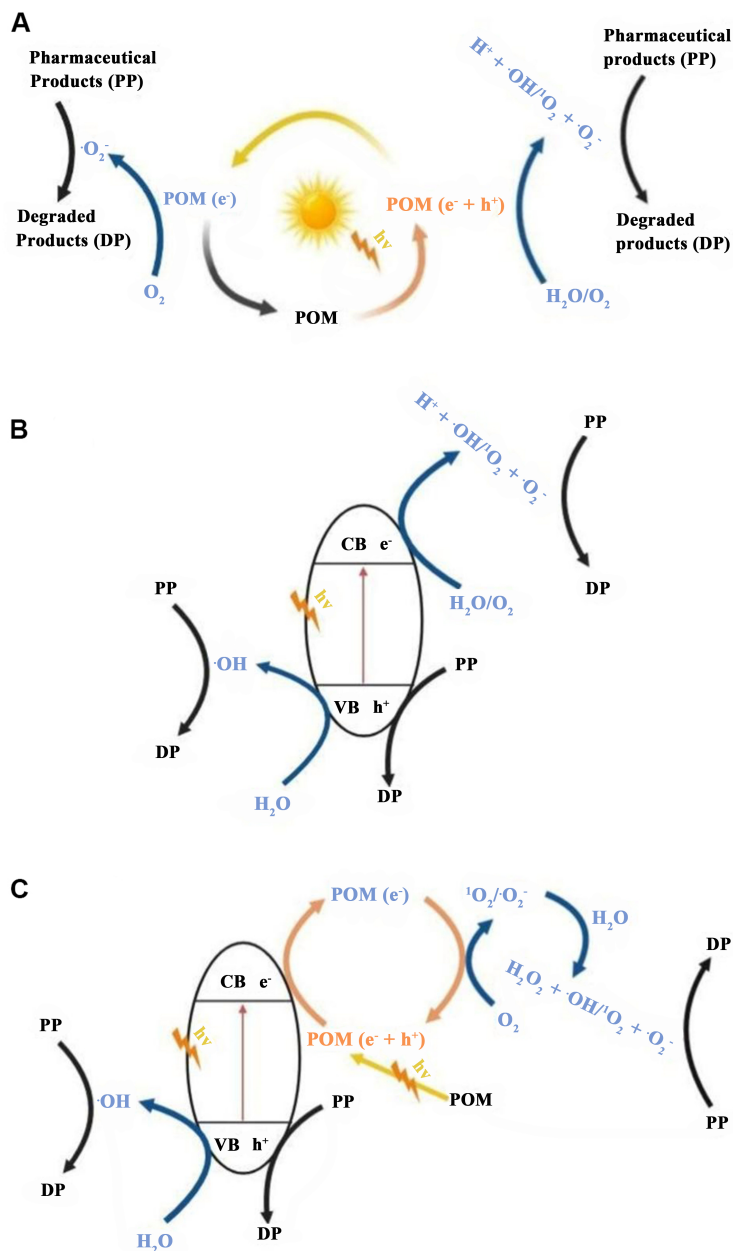 A
Pharmaceutical
Products (PP)
Pharmaceutical
products (PP)
H⁺ + ·OH/¹O₂ + ·O₂⁻
·O₂⁻
POM (e⁻)
POM (e⁻ + h⁺)
hν
Degraded
Products (DP)
Degraded
products (DP)
O₂
POM
H₂O/O₂
B
H⁺ + ·OH/¹O₂ + ·O₂⁻
PP
CB e⁻
PP
hν
H₂O/O₂
DP
·OH
PP
VB h⁺
DP
DP
H₂O
C
POM (e⁻)
¹O₂/·O₂⁻
H₂O
DP
CB e⁻
H₂O₂ + ·OH/¹O₂ + ·O₂⁻
PP
hν
POM (e⁻ + h⁺)
O₂
hν
·OH
PP
POM
PP
VB h⁺
DP
DP
H₂O